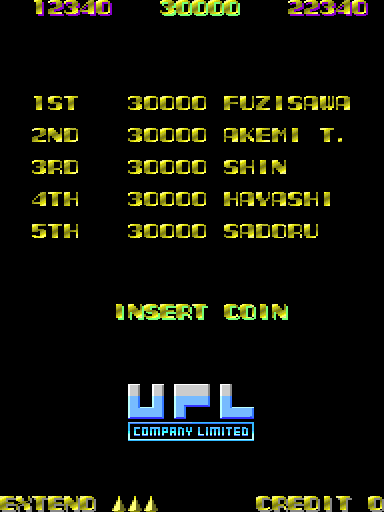 12340 30000 22340
1ST 30000 FUZISAWA
2ND 30000 AKEMI T.
3RD 30000 SHIN
4TH 30000 HAYASHI
5TH 30000 SADORU
INSERT COIN
UPL
COMPANY LIMITED
EXTEND CREDIT 0